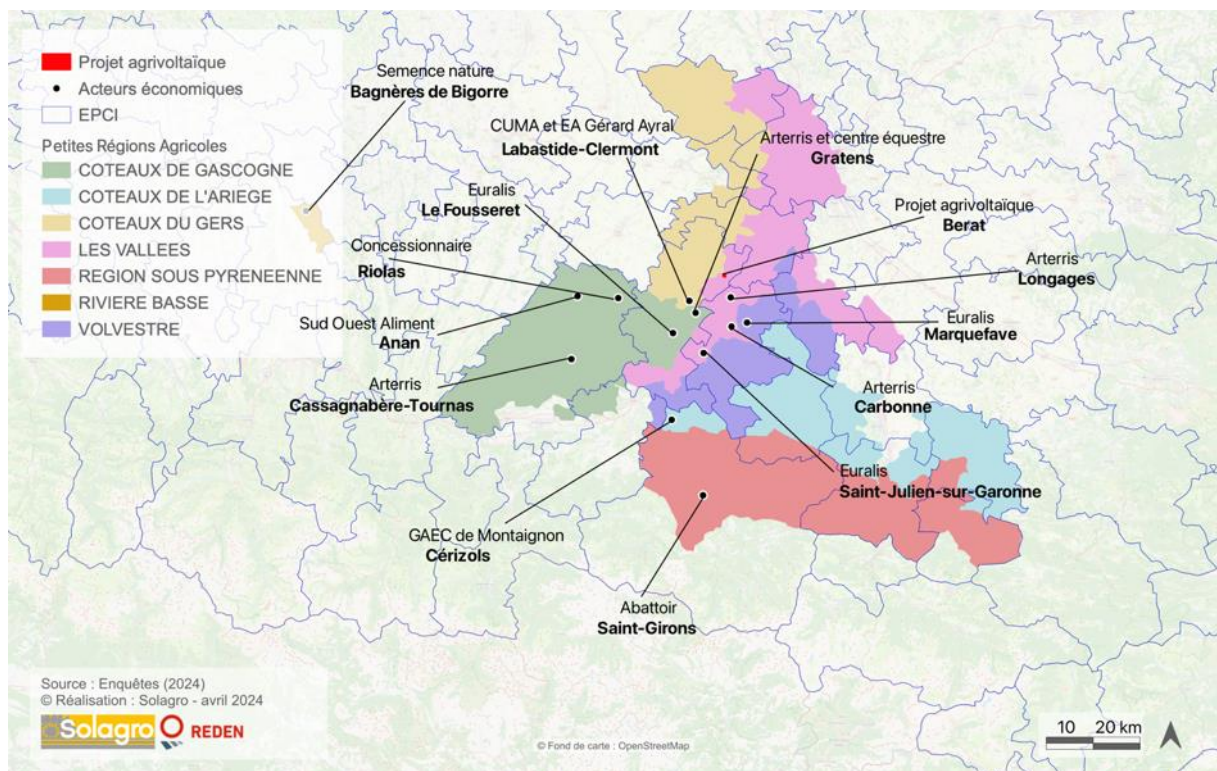 Projet agrivoltaïque
Acteurs économiques
EPCI
Petites Régions Agricoles
COTEAUX DE GASCOGNE
COTEAUX DE L'ARIEGE
COTEAUX DU GERS
LES VALLEES
REGION SOUS PYRENEENNE
RIVIERE BASSE
VOLVESTRE
Semence nature
Bagnères de Bigorre
CUMA et EA Gérard Ayral
Labastide-Clermont
Arterris et centre équestre
Gratens
Euralis
Le Fousseret
Projet agrivoltaïque
Berat
Concessionnaire
Riolas
Arterris
Longages
Sud Ouest Aliment
Anan
Euralis
Marquefave
Arterris
Cassagnabère-Tournas
Arterris
Carbonne
Euralis
Saint-Julien-sur-Garonne
GAEC de Montaignon
Cérizols
Abattoir
Saint-Girons
Source : Enquêtes (2024)
© Réalisation : Solagro - avril 2024
Solagro
REDEN
© Fond de carte : OpenStreetMap
10 20 km